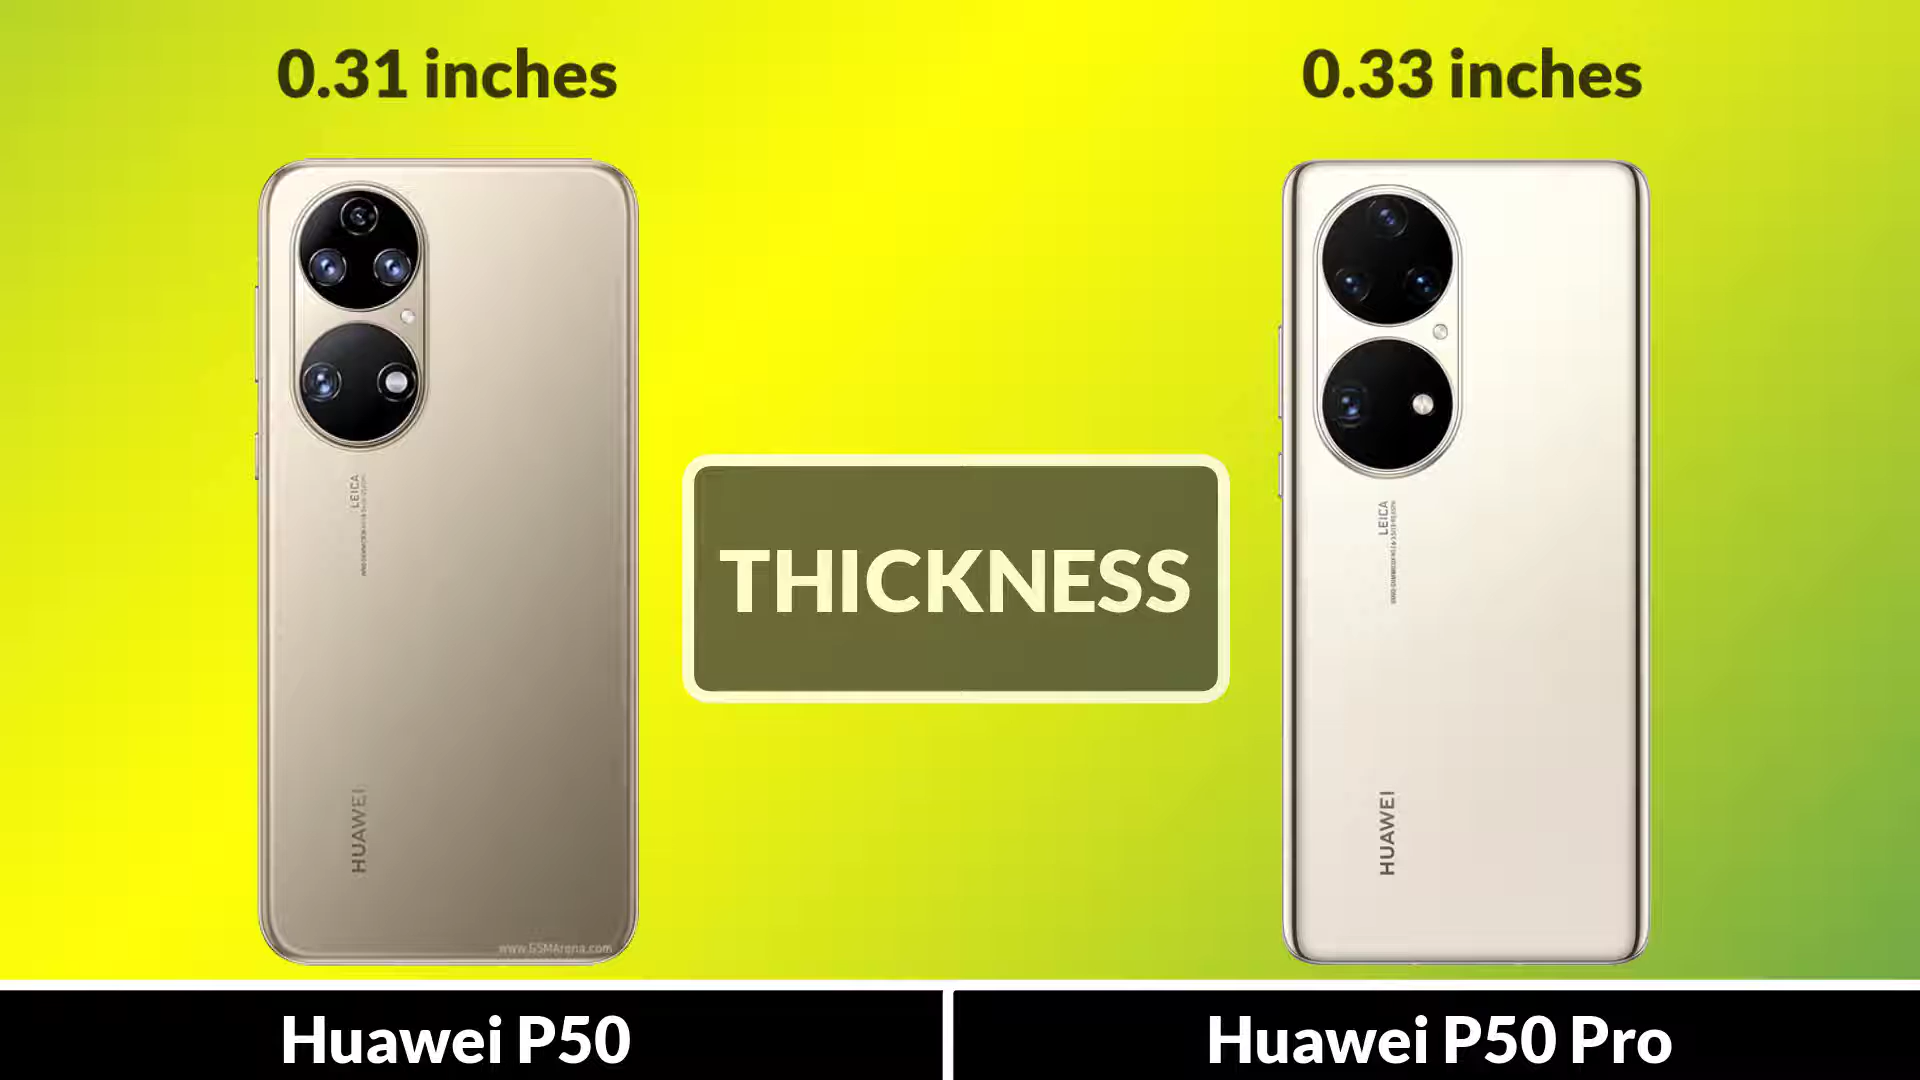 0.31 inches
0.33 inches
THICKNESS
LEICA
LEICA
HUAWEI
HUAWEI
www.GSMArena.com
Huawei P50
Huawei P50 Pro